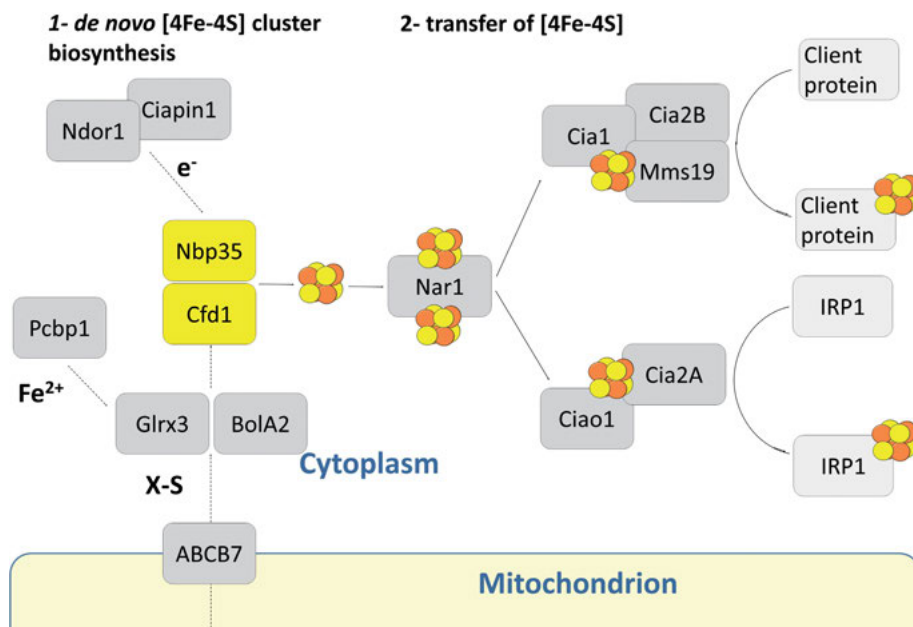 1- de novo [4Fe-4S] cluster
biosynthesis
2- transfer of [4Fe-4S]
Ciapin1
Ndor1
e-
Nbp35
Cfd1
Pcbp1
Fe2+
Glrx3
BolA2
X-S
Cytoplasm
ABCB7
Mitochondrion
Nar1
Cia2B
Cia1
Mms19
Client
protein
Client
protein
Cia2A
Ciao1
IRP1
IRP1